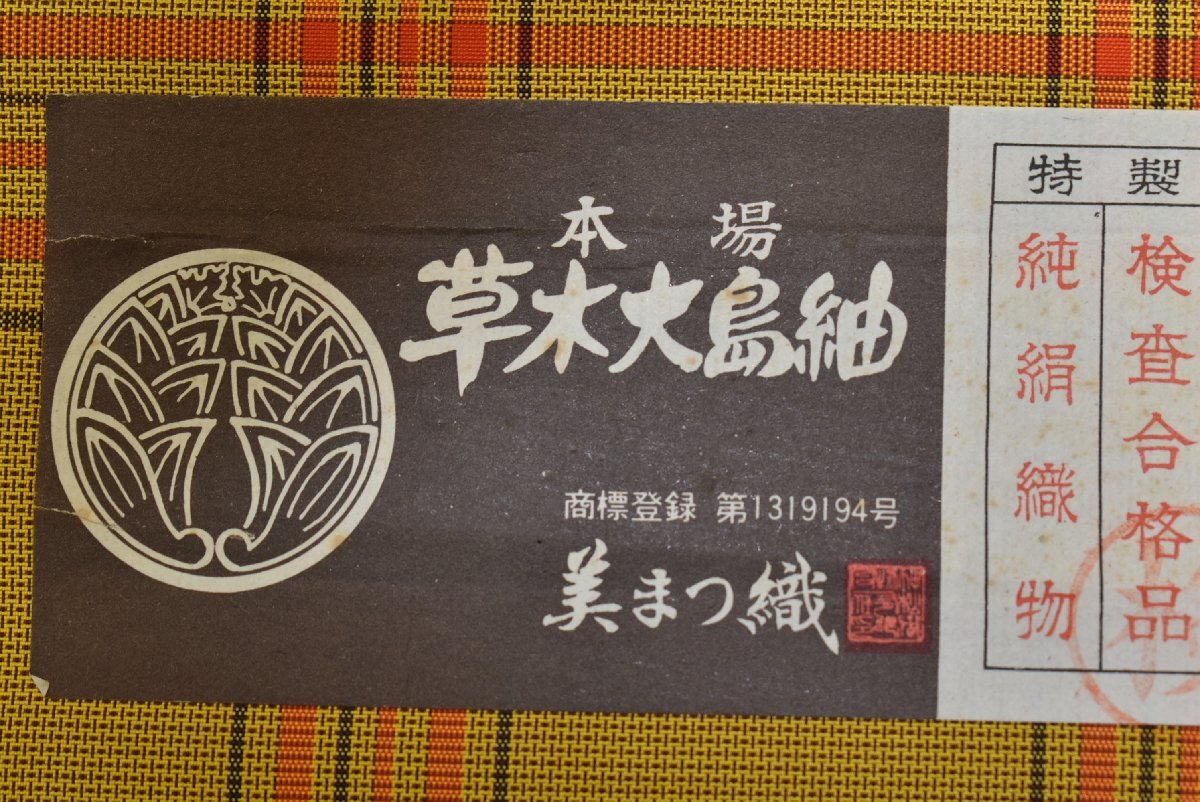 本場
草木大島紬
商標登録 第1319194号
美まつ織
特製
純絹織物
検査合格品